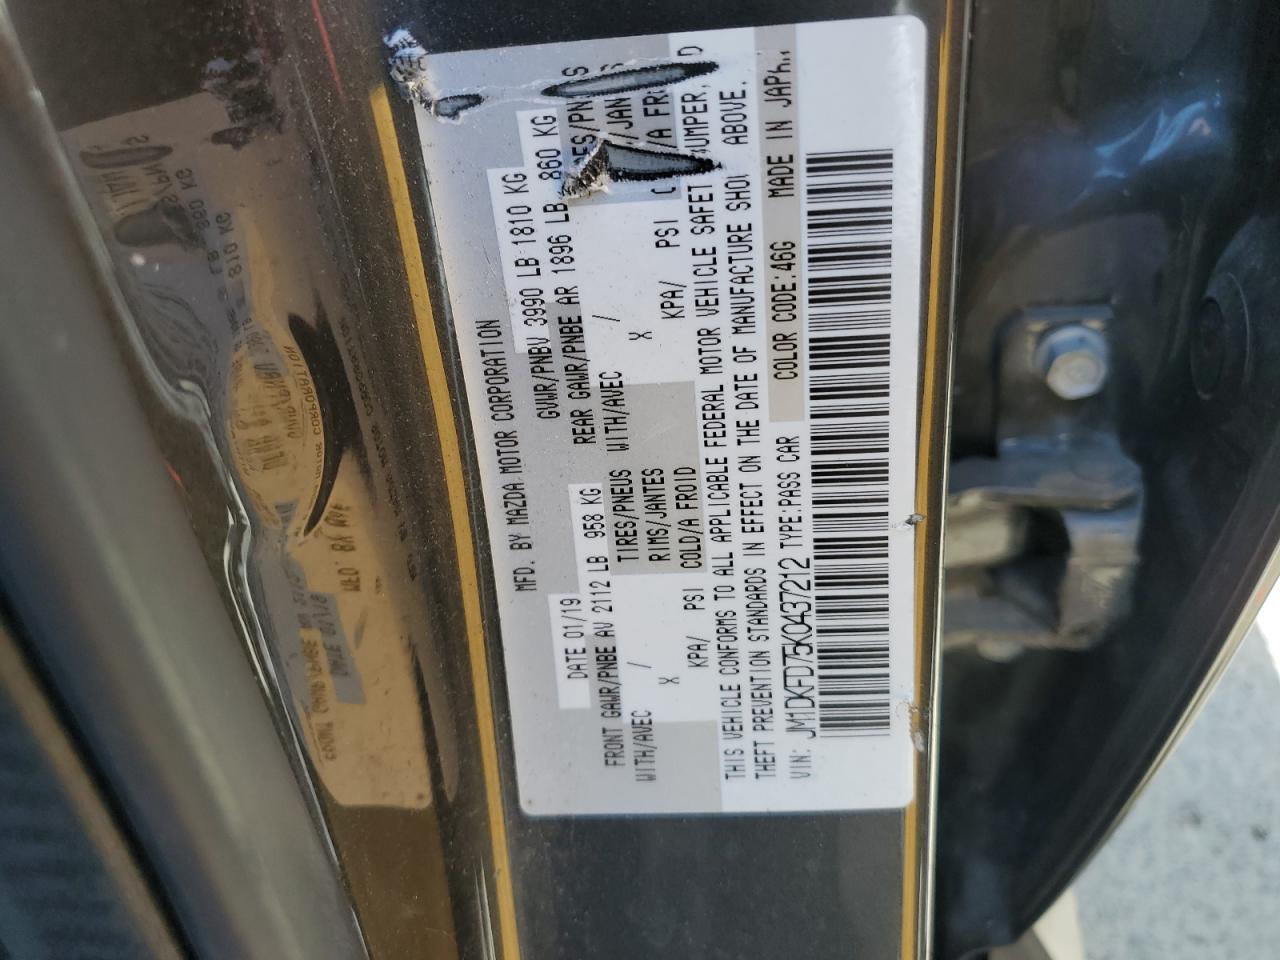 MFD. BY MAZDA MOTOR CORPORATION
DATE 01/19 GVWR/PNBV 3990 LB 1810 KG
FRONT GAWR/PNBE AV 2112 LB 958 KG REAR GAWR/PNBE AR 1896 LB 860 KG
WITH/AVEC TIRES/PNEUS WITH/AVEC
X / RIMS/JANTES X /
KPA/ PSI COLD/A FROID KPA/ PSI
THIS VEHICLE CONFORMS TO ALL APPLICABLE FEDERAL MOTOR VEHICLE SAFET
THEFT PREVENTION STANDARDS IN EFFECT ON THE DATE OF MANUFACTURE SHO ABOVE.
COLOR CODE:46G MADE IN JAPAN
VIN: JM1DKFD75K0437212 TYPE:PASS CAR